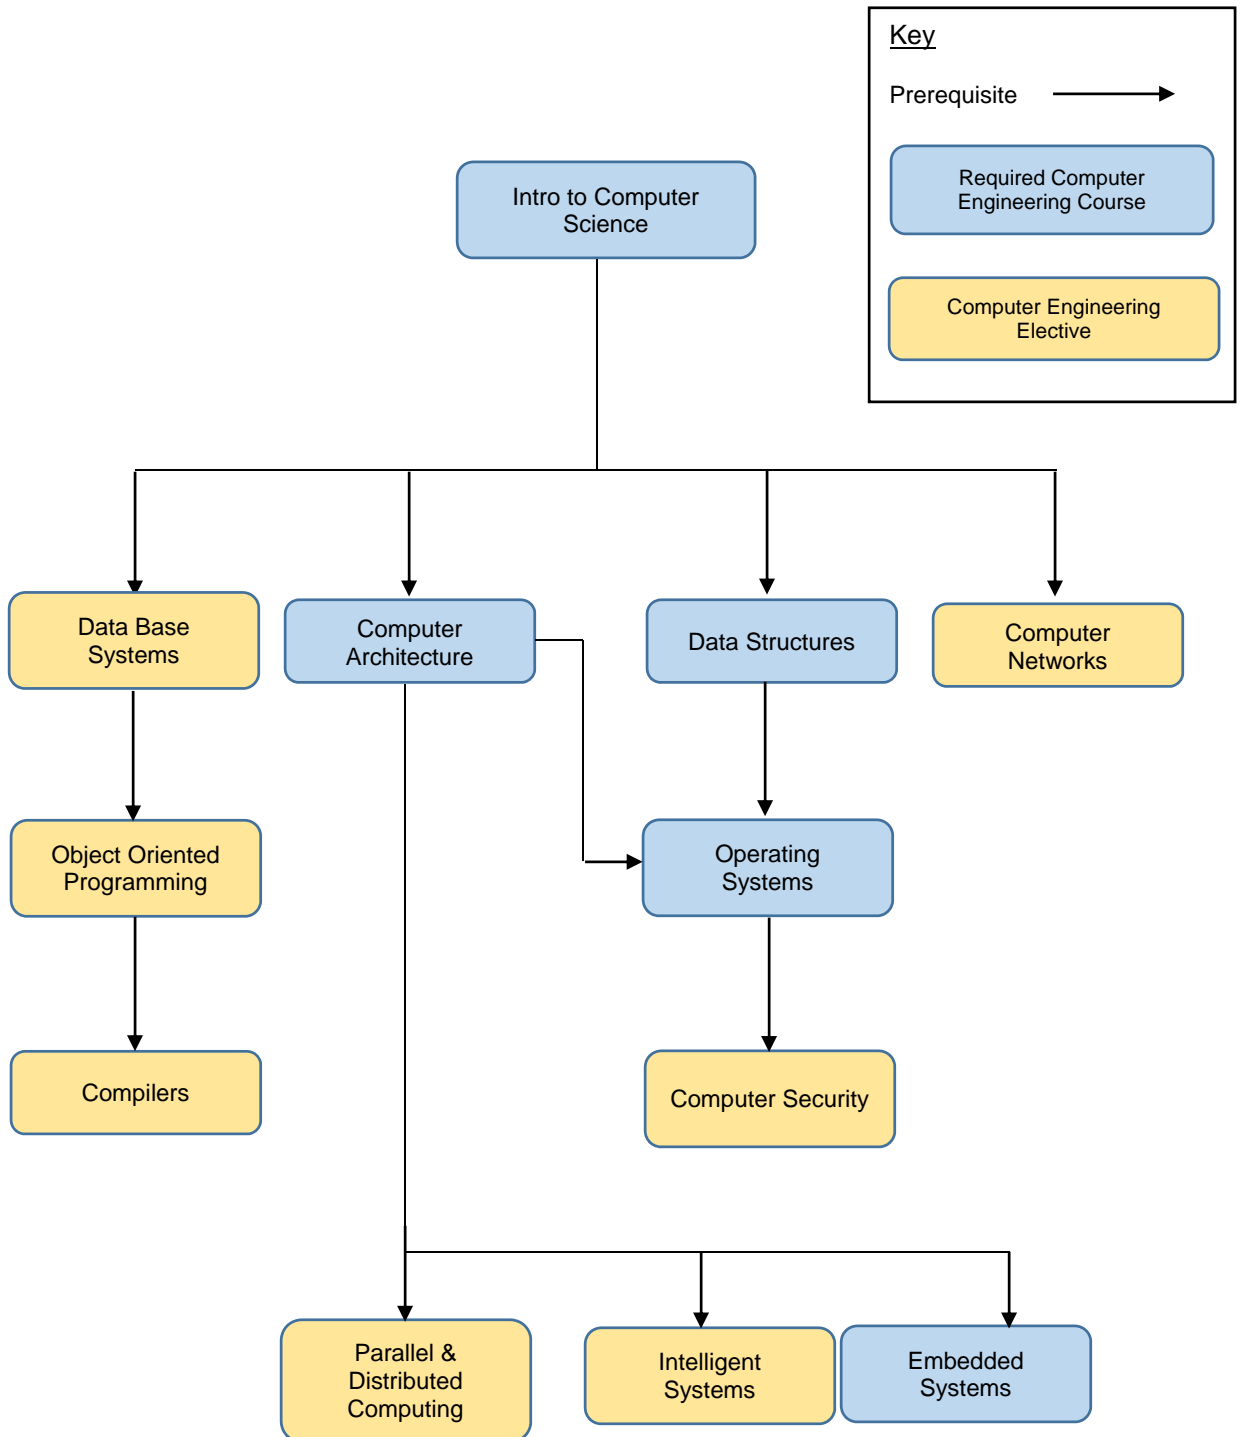 Key
Prerequisite
Required Computer
Engineering Course
Computer Engineering
Elective
Intro to Computer
Science
Data Base
Systems
Computer
Architecture
Data Structures
Computer
Networks
Object Oriented
Programming
Operating
Systems
Compilers
Computer Security
Parallel &
Distributed
Computing
Intelligent
Systems
Embedded
Systems